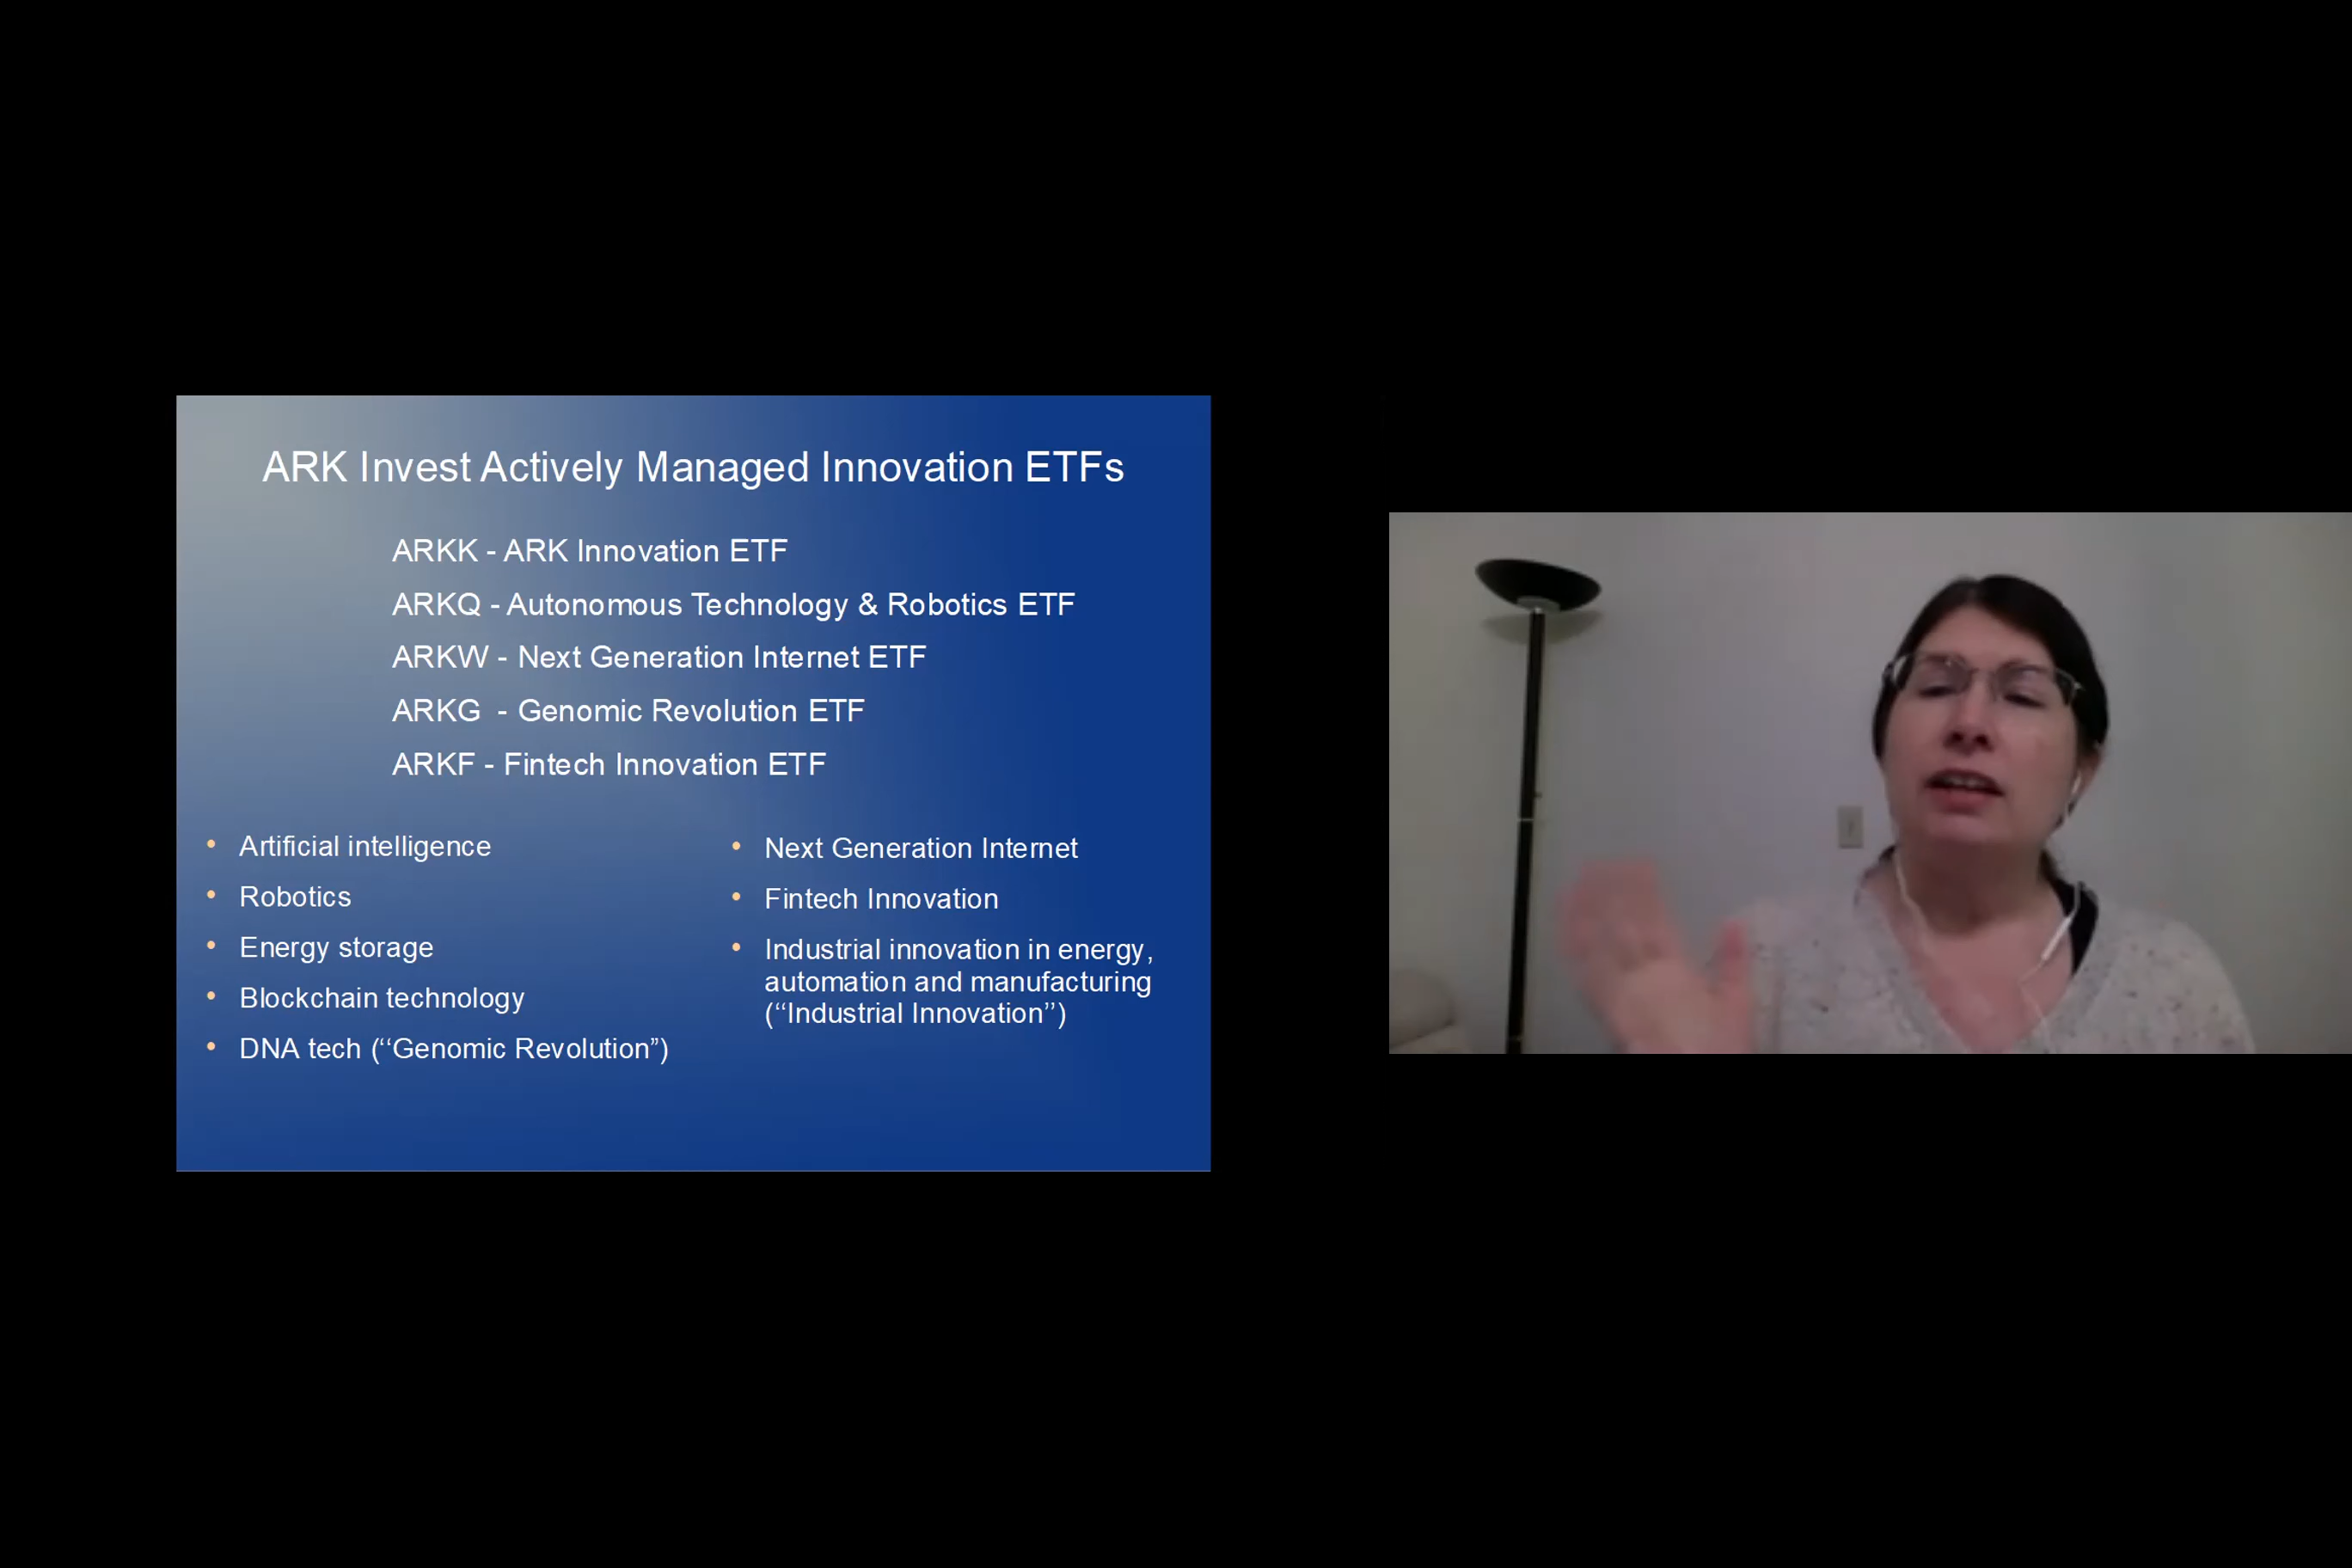 ARK Invest Actively Managed Innovation ETFs
ARKK - ARK Innovation ETF
ARKQ - Autonomous Technology & Robotics ETF
ARKW - Next Generation Internet ETF
ARKG - Genomic Revolution ETF
ARKF - Fintech Innovation ETF
• Artificial intelligence
• Robotics
• Energy storage
• Blockchain technology
• DNA tech (‘‘Genomic Revolution”)
• Next Generation Internet
• Fintech Innovation
• Industrial innovation in energy,
automation and manufacturing
(‘‘Industrial Innovation’’)